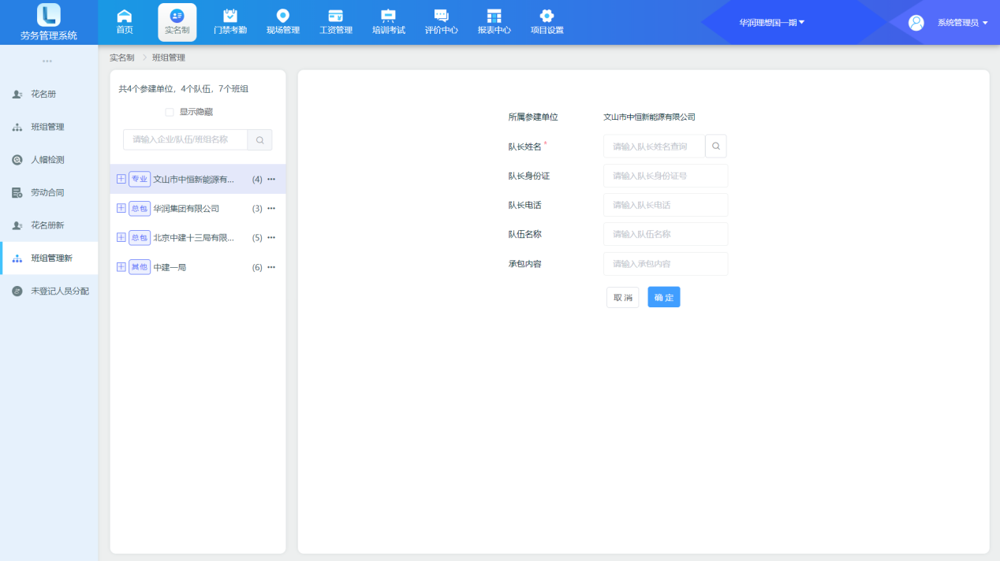 劳务管理系统
首页
实名制
门禁考勤
现场管理
工资管理
培训考试
评价中心
报表中心
项目设置
华润理想国一期
系统管理员
花名册
班组管理
人帽检测
劳动合同
花名册新
班组管理新
未登记人员分配
实名制 > 班组管理
共4个参建单位，4个队伍，7个班组
显示隐藏
请输入企业/队伍/班组名称
专业 文山市中恒新能源有... (4) •••
总包 华润集团有限公司 (3) •••
总包 北京中建十三局有限... (5) •••
其他 中建一局 (6) •••
所属参建单位 文山市中恒新能源有限公司
队长姓名 * 请输入队长姓名查询
队长身份证 请输入队长身份证号
队长电话 请输入队长电话
队伍名称 请输入队伍名称
承包内容 请输入承包内容
取消 确定